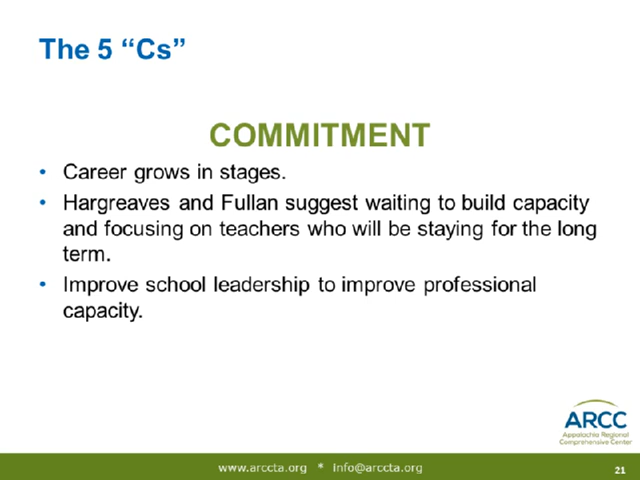 The 5 “Cs”
COMMITMENT
• Career grows in stages.
• Hargreaves and Fullan suggest waiting to build capacity
and focusing on teachers who will be staying for the long
term.
• Improve school leadership to improve professional
capacity.
ARCC
Appalachia Regional
Comprehensive Center
www.arccta.org * info@arccta.org
21